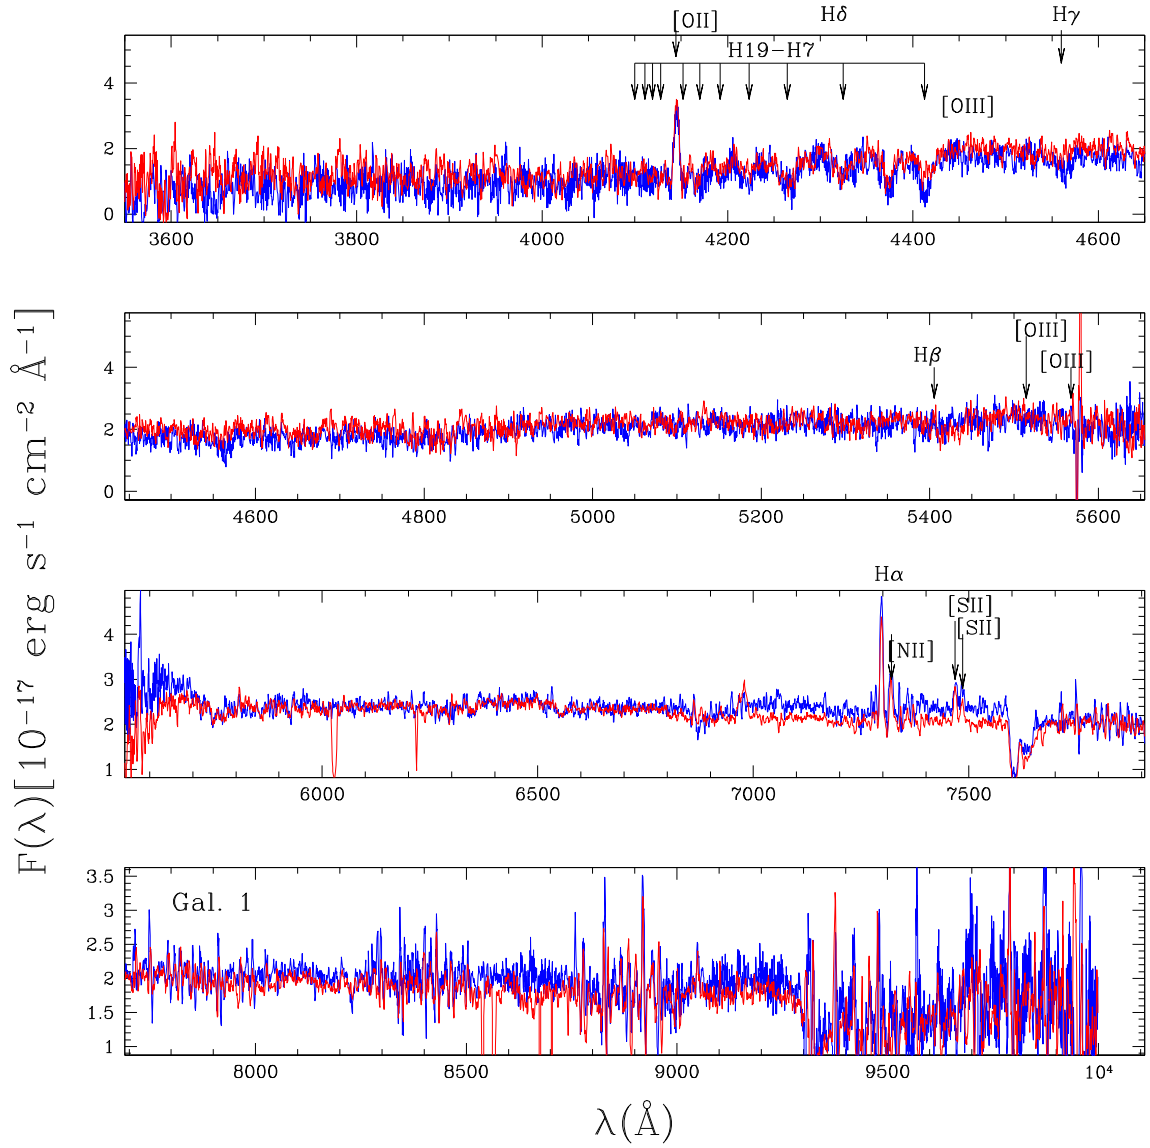 [OII] Hδ Hγ
H19−H7
[OIII]
4
2
0
3600 3800 4000 4200 4400 4600
[OIII]
Hβ [OIII]
4
2
0
4600 4800 5000 5200 5400 5600
Hα
[SII]
[SII]
[NII]
4
3
2
1
6000 6500 7000 7500
Gal. 1
3.5
3
2.5
2
1.5
1
8000 8500 9000 9500 10⁴
λ(Å)
F(λ)[10⁻¹⁷ erg s⁻¹ cm⁻² Å⁻¹]